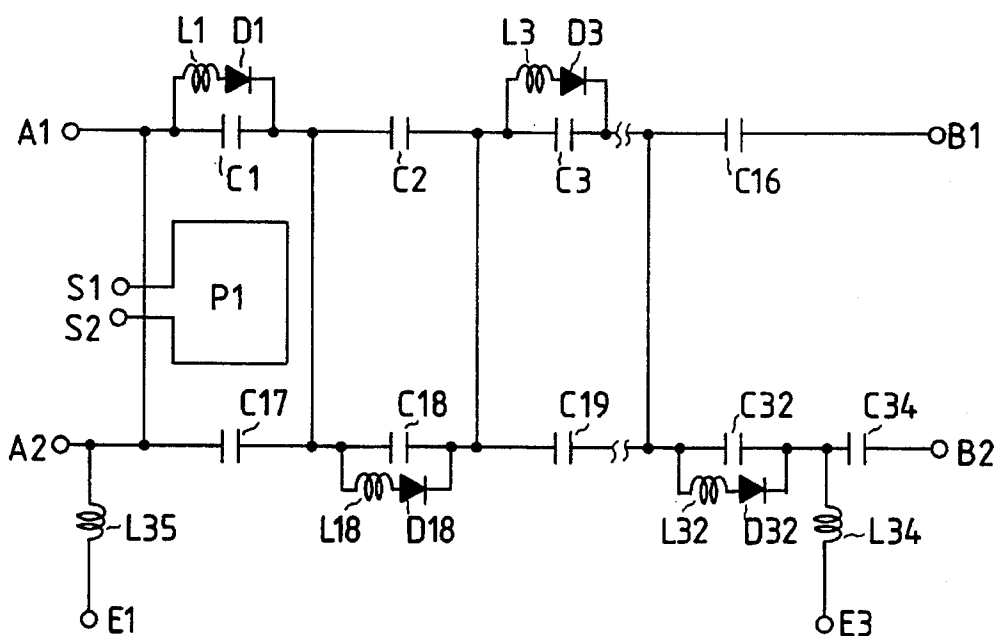 L1 D1 L3 D3
A1 B1
C1 C2 C3 C16
S1 P1
S2
C17 C18 C19 C32 C34
A2 B2
L35 L18 D18 L32 D32 L34
E1 E3